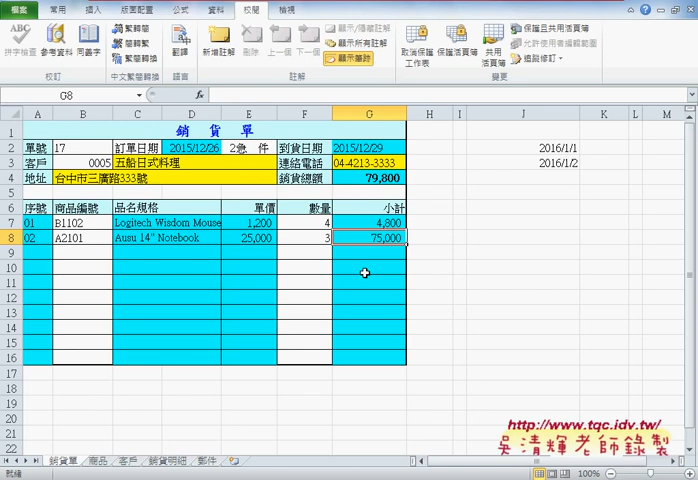 檔案 常用 插入 版面配置 公式 資料 校閱 檢視
拼字檢查 參考資料 同義字
校訂
繁轉簡
簡轉繁
繁簡轉換
中文繁簡轉換
翻譯
語言
新增註解 刪除 上一個 下一個
顯示/隱藏註解
顯示所有註解
顯示筆跡
註解
取消保護工作表 保護活頁簿 共用活頁簿
保護且共用活頁簿
允許使用者編輯範圍
追蹤修訂
變更
G8 fx
A B C D E F G H I J K L M
1 銷 貨 單
2 單號 17 訂單日期 2015/12/26 2急 件 到貨日期 2015/12/29 2016/1/1
3 客戶 0005 五船日式料理 連絡電話 04-4213-3333 2016/1/2
4 地址 台中市三廣路333號 銷貨總額 79,800
5
6 序號 商品編號 品名規格 單價 數量 小計
7 01 B1102 Logitech Wisdom Mouse 1,200 4 4,800
8 02 A2101 Ausu 14" Notebook 25,000 3 75,000
9
10
11
12
13
14
15
16
17
18
19
20
21
22
http://www.tqc.idv.tw/
吳清輝老師錄製
銷貨單 商品 客戶 銷貨明細 郵件
就緒 100%